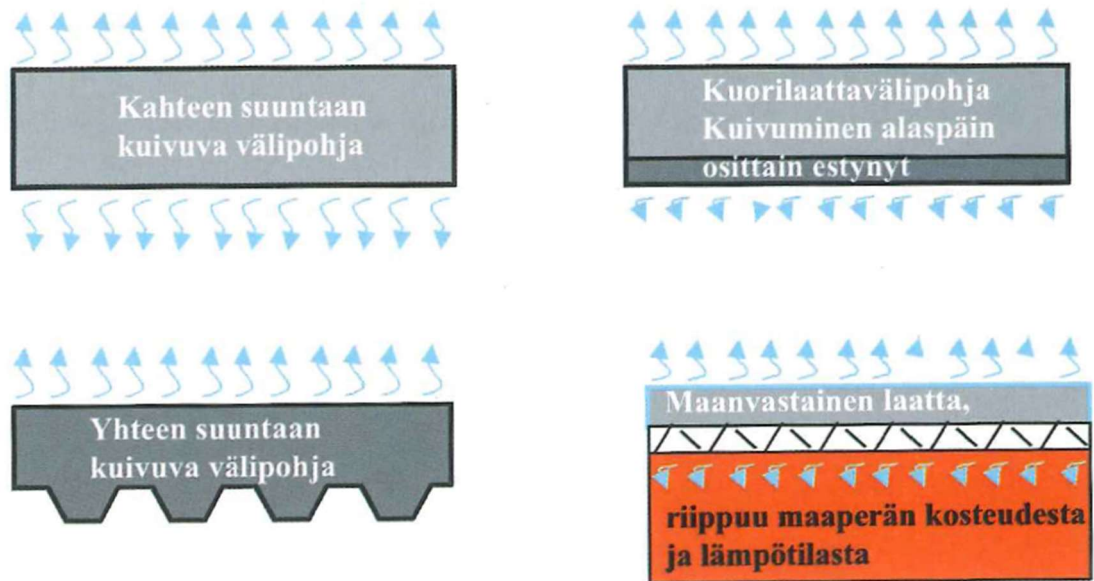 Kahteen suuntaan
kuivuva välipohja
Kuorilaattavälipohja
Kuivuminen alaspäin
osittain estynyt
Yhteen suuntaan
kuivuva välipohja
Maanvastainen laatta,
riippuu maaperän kosteudesta
ja lämpötilasta